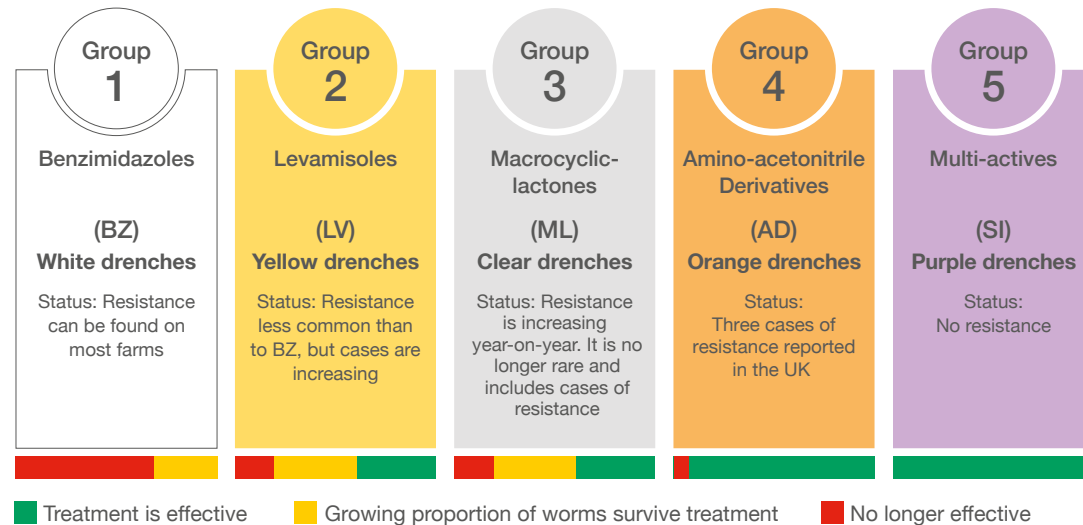 Group
1
Benzimidazoles
(BZ)
White drenches
Status: Resistance
can be found on
most farms
Group
2
Levamisoles
(LV)
Yellow drenches
Status: Resistance
less common than
to BZ, but cases are
increasing
Group
3
Macrocyclic-
lactones
(ML)
Clear drenches
Status: Resistance
is increasing
year-on-year. It is no
longer rare and
includes cases of
resistance
Group
4
Amino-acetonitrile
Derivatives
(AD)
Orange drenches
Status:
Three cases of
resistance reported
in the UK
Group
5
Multi-actives
(SI)
Purple drenches
Status:
No resistance
Treatment is effective
Growing proportion of worms survive treatment
No longer effective